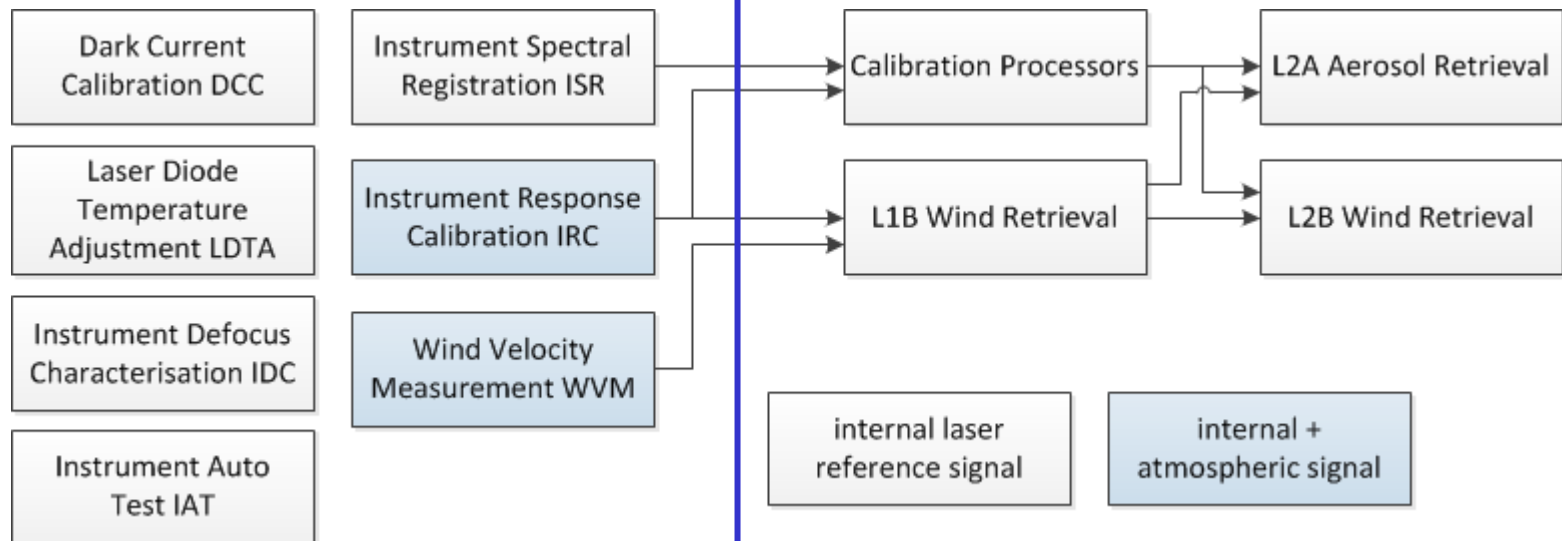 Dark Current
Calibration DCC
Instrument Spectral
Registration ISR
Calibration Processors
L2A Aerosol Retrieval
Laser Diode
Temperature
Adjustment LDTA
Instrument Response
Calibration IRC
L1B Wind Retrieval
L2B Wind Retrieval
Instrument Defocus
Characterisation IDC
Wind Velocity
Measurement WVM
internal laser
reference signal
internal +
atmospheric signal
Instrument Auto
Test IAT